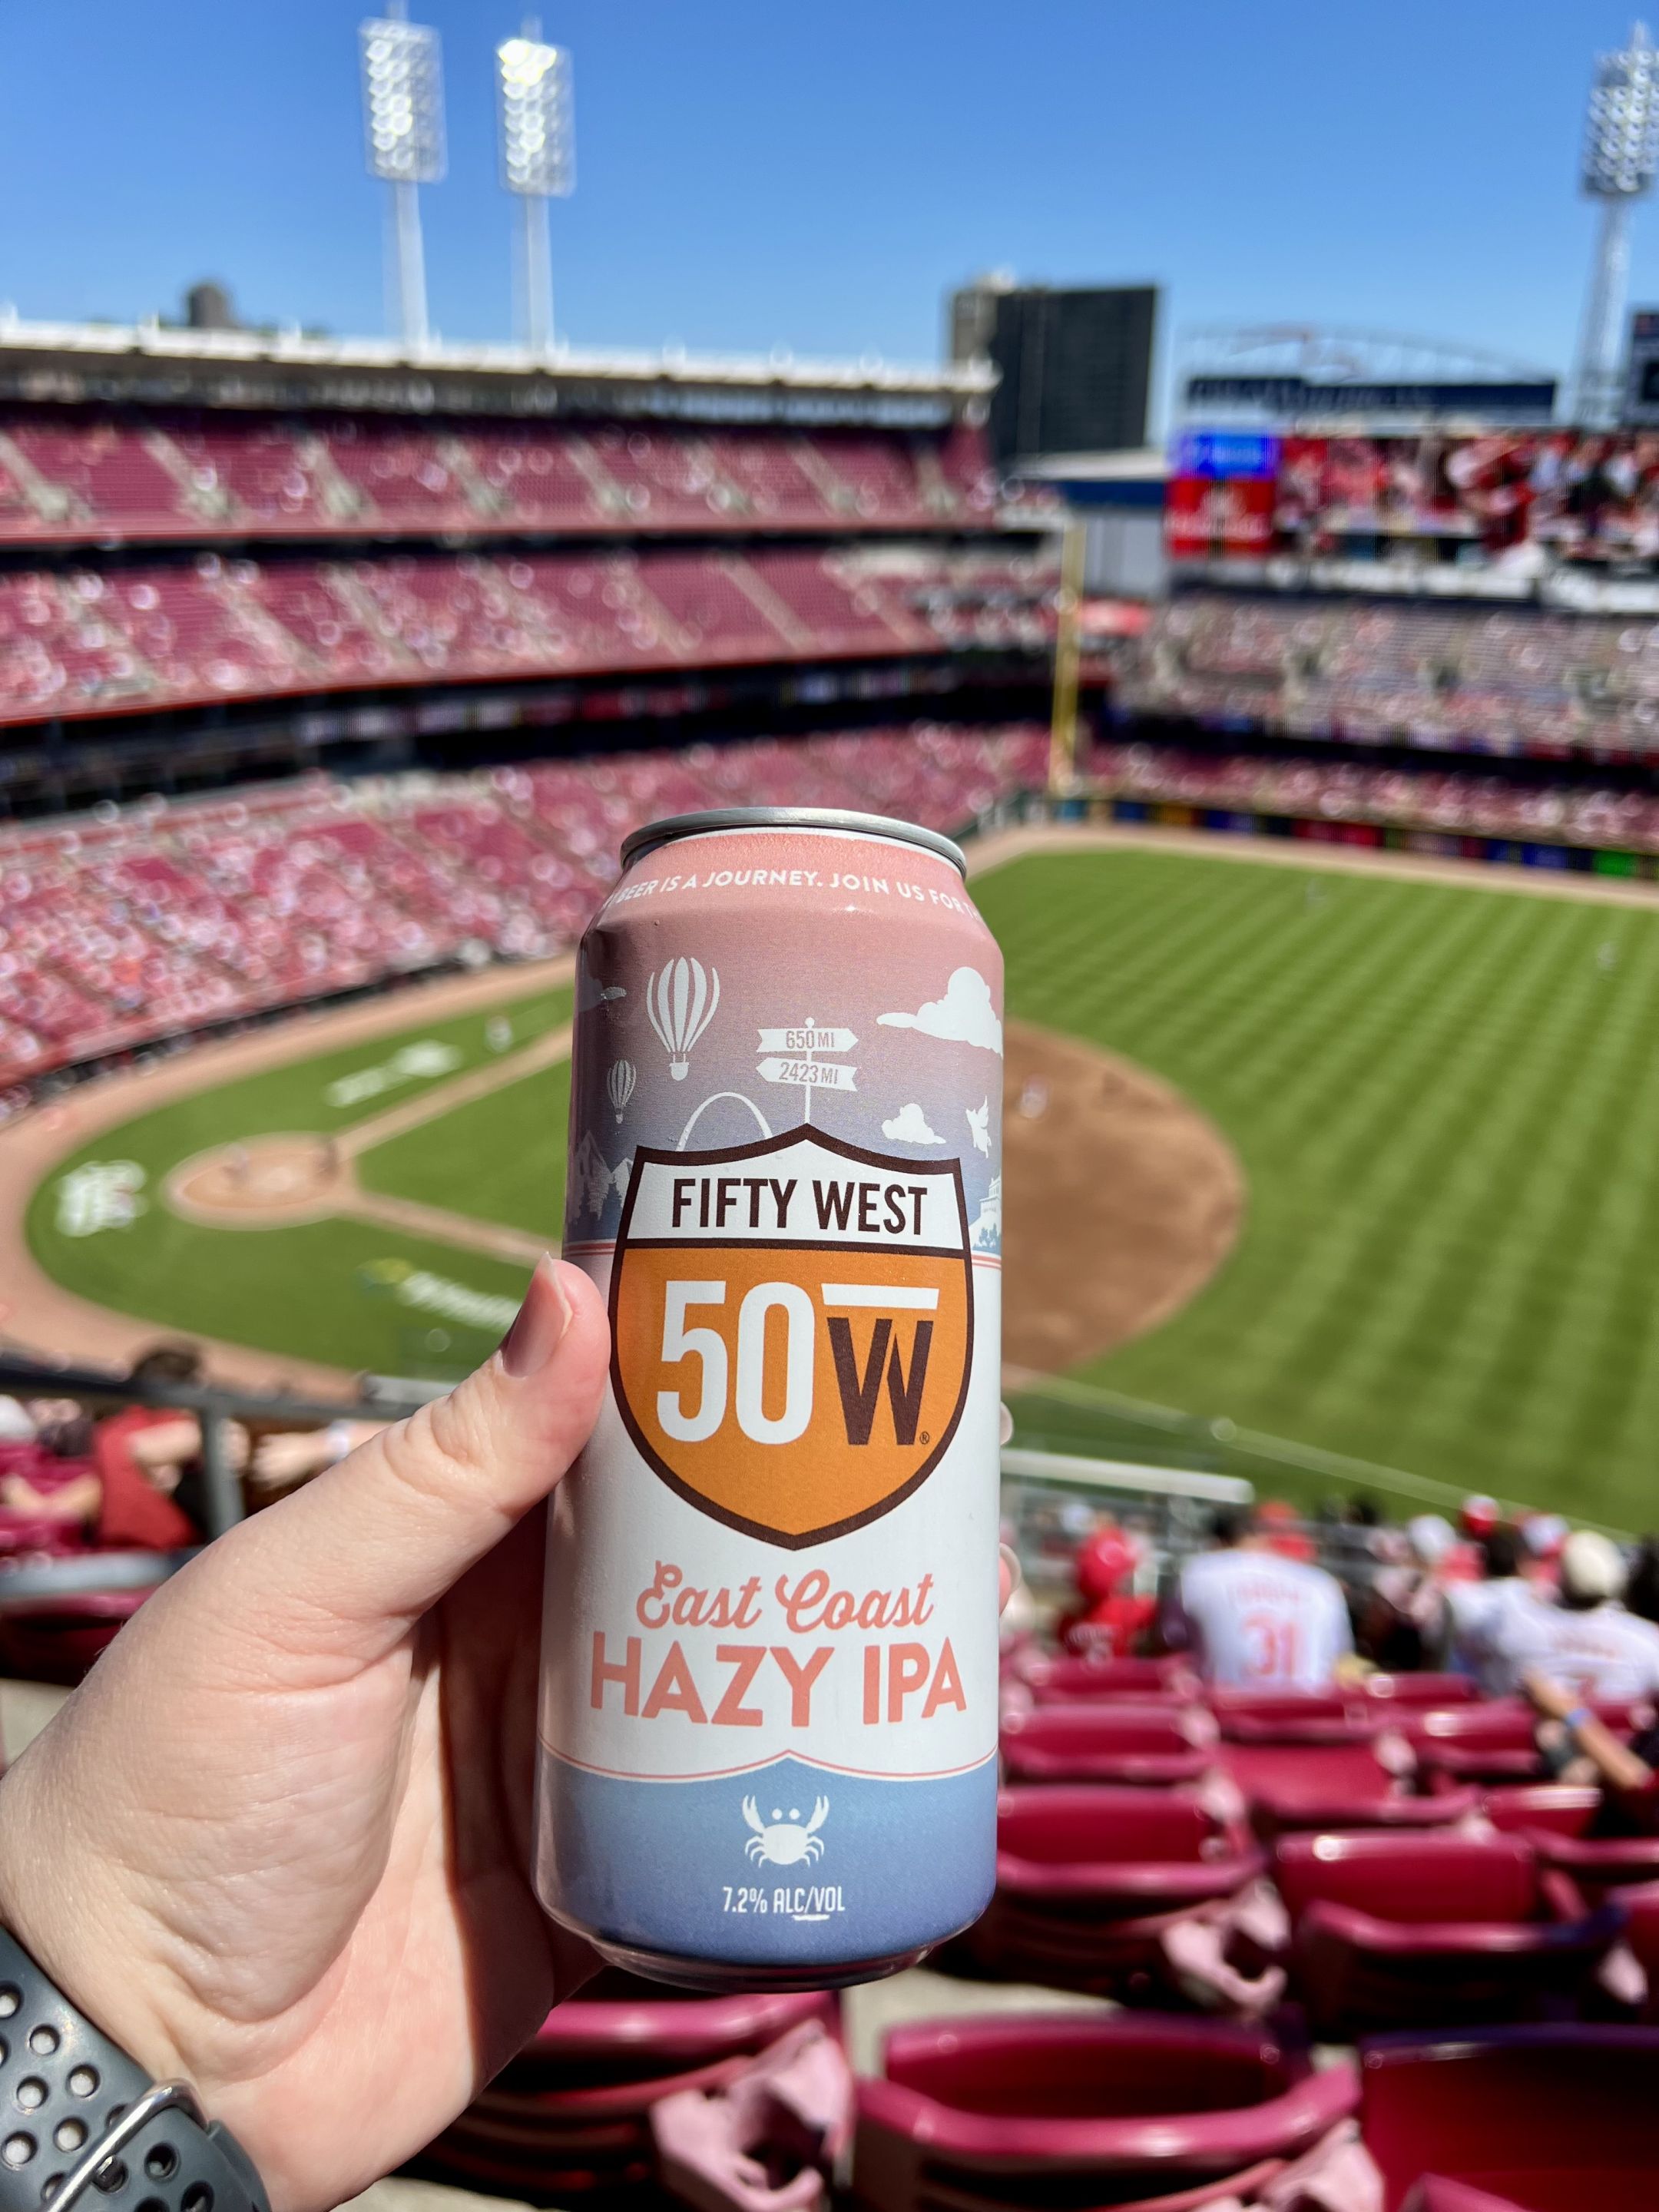 BEER IS A JOURNEY. JOIN US FOR
650 MI
2423 MI
FIFTY WEST
50W®
East Coast
HAZY IPA
7.2% ALC/VOL
31